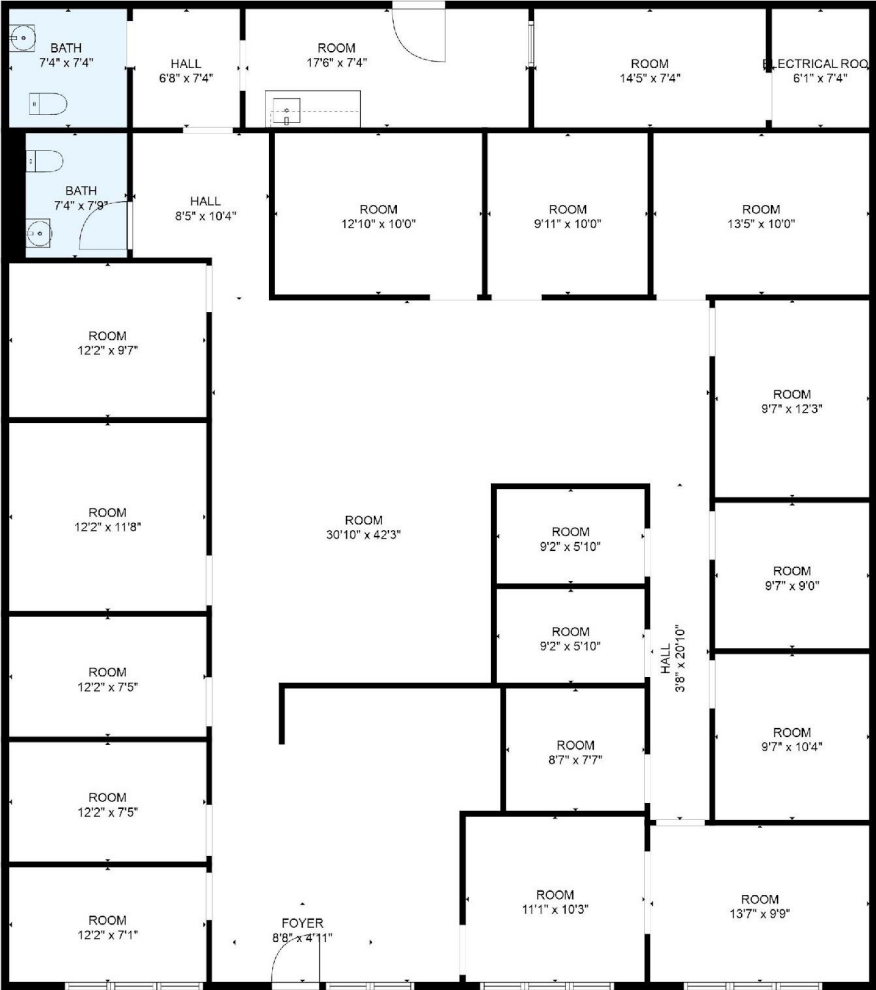 BATH
7'4" x 7'4"
HALL
6'8" x 7'4"
ROOM
17'6" x 7'4"
ROOM
14'5" x 7'4"
ELECTRICAL ROO
6'1" x 7'4"
BATH
7'4" x 7'9"
HALL
8'5" x 10'4"
ROOM
12'10" x 10'0"
ROOM
9'11" x 10'0"
ROOM
13'5" x 10'0"
ROOM
12'2" x 9'7"
ROOM
9'7" x 12'3"
ROOM
12'2" x 11'8"
ROOM
30'10" x 42'3"
ROOM
9'2" x 5'10"
ROOM
9'7" x 9'0"
ROOM
9'2" x 5'10"
HALL
3'8" x 20'10"
ROOM
12'2" x 7'5"
ROOM
8'7" x 7'7"
ROOM
9'7" x 10'4"
ROOM
12'2" x 7'5"
ROOM
12'2" x 7'1"
FOYER
8'8" x 4'11"
ROOM
11'1" x 10'3"
ROOM
13'7" x 9'9"